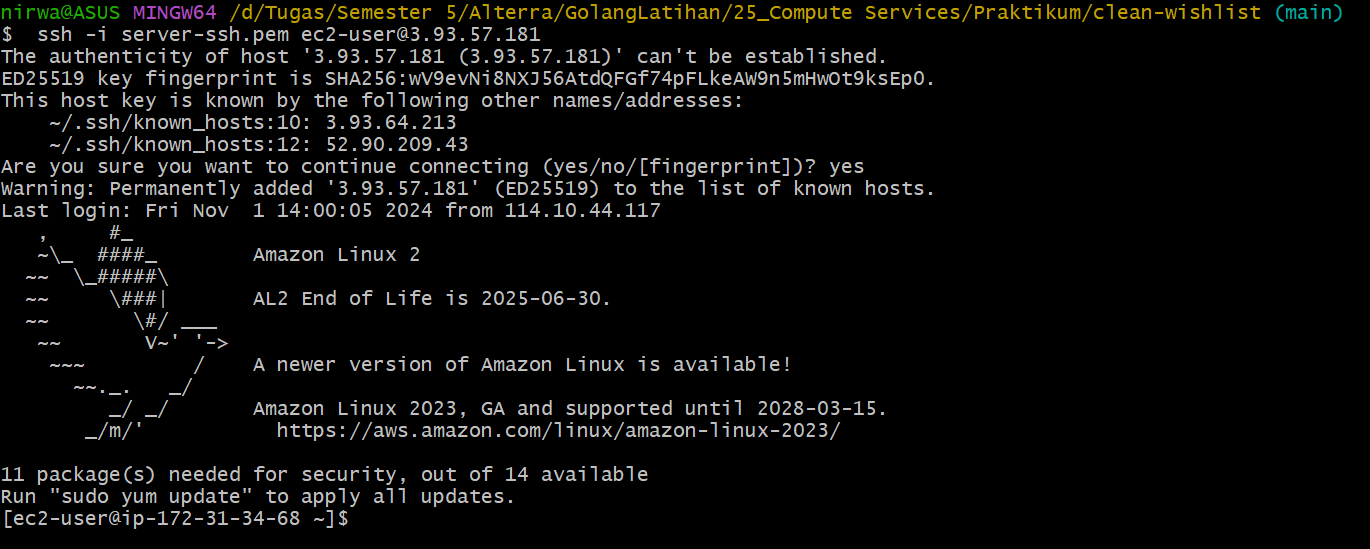 nirwa@ASUS MINGW64 /d/Tugas/Semester 5/Alterra/GolangLatihan/25_Compute Services/Praktikum/clean-wishlist (main)
$  ssh -i server-ssh.pem ec2-user@3.93.57.181
The authenticity of host '3.93.57.181 (3.93.57.181)' can't be established.
ED25519 key fingerprint is SHA256:wV9evNi8NXJ56AtdQFGf74pFLkeAW9n5mHwOt9ksEp0.
This host key is known by the following other names/addresses:
    ~/.ssh/known_hosts:10: 3.93.64.213
    ~/.ssh/known_hosts:12: 52.90.209.43
Are you sure you want to continue connecting (yes/no/[fingerprint])? yes
Warning: Permanently added '3.93.57.181' (ED25519) to the list of known hosts.
Last login: Fri Nov  1 14:00:05 2024 from 114.10.44.117
   ,     #_
   ~\_  ####_        Amazon Linux 2
  ~~  \_#####\
  ~~     \###|       AL2 End of Life is 2025-06-30.
  ~~       \#/ ___
   ~~       V~' '->
    ~~~         /    A newer version of Amazon Linux is available!
      ~~._.   _/
         _/ _/       Amazon Linux 2023, GA and supported until 2028-03-15.
       _/m/'           https://aws.amazon.com/linux/amazon-linux-2023/
11 package(s) needed for security, out of 14 available
Run "sudo yum update" to apply all updates.
[ec2-user@ip-172-31-34-68 ~]$